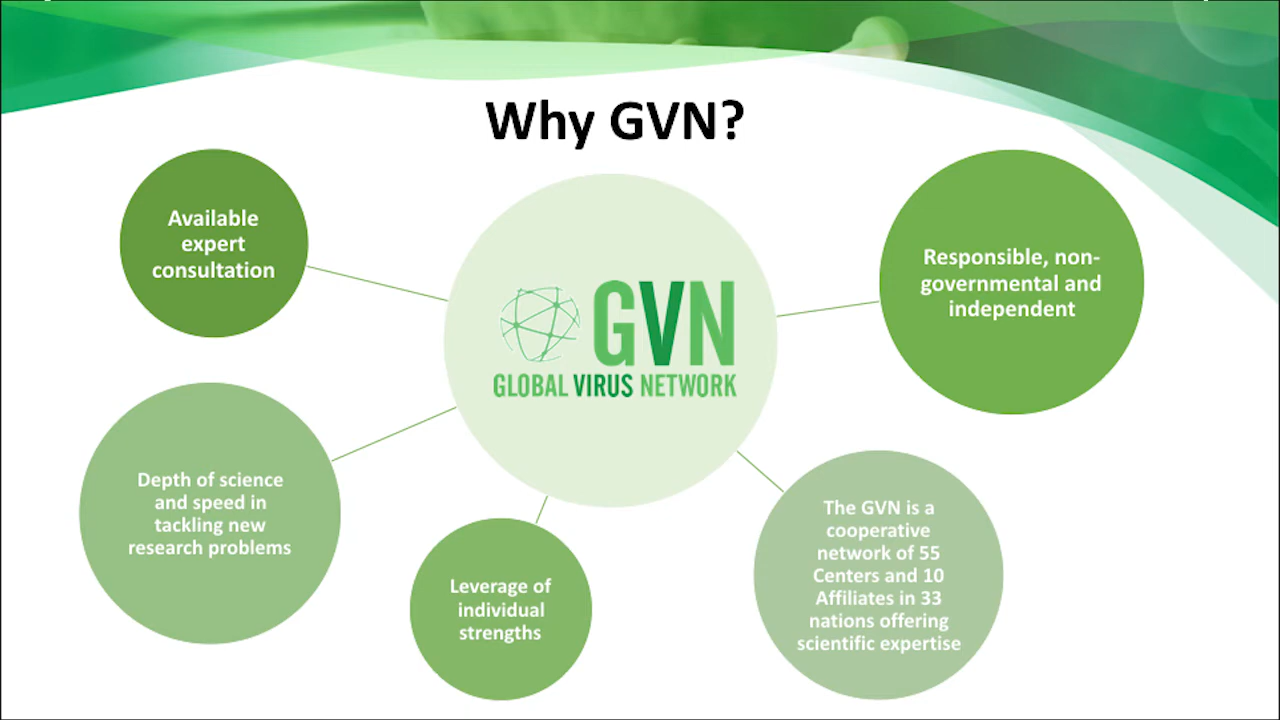 Why GVN?
Available
expert
consultation
Responsible, non-
governmental and
independent
GVN
GLOBAL VIRUS NETWORK
Depth of science
and speed in
tackling new
research problems
Leverage of
individual
strengths
The GVN is a
cooperative
network of 55
Centers and 10
Affiliates in 33
nations offering
scientific expertise